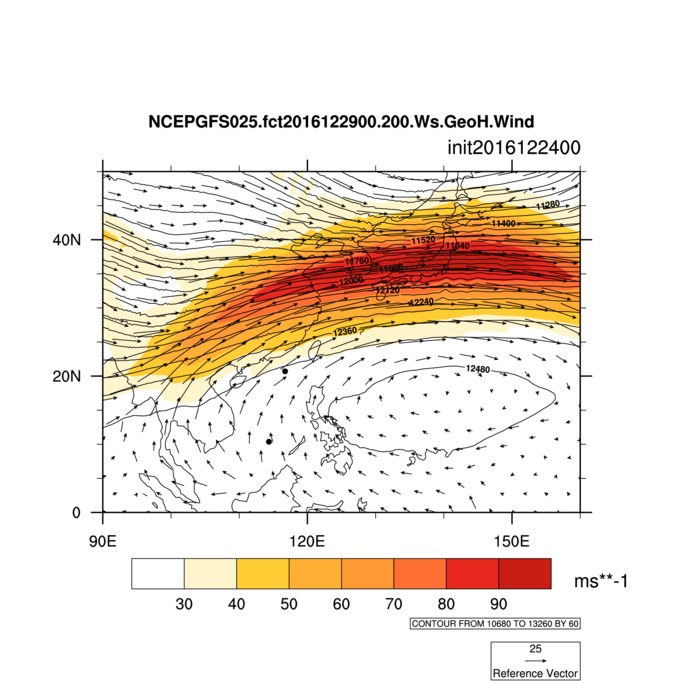 NCEPGFS025.fct2016122900.200.Ws.GeoH.Wind
init2016122400
11280
11400
40N
11520
11640
11760
11880
12000
12120
12240
12360
20N
12480
0
90E 120E 150E
ms**-1
30 40 50 60 70 80 90
CONTOUR FROM 10680 TO 13260 BY 60
25
Reference Vector